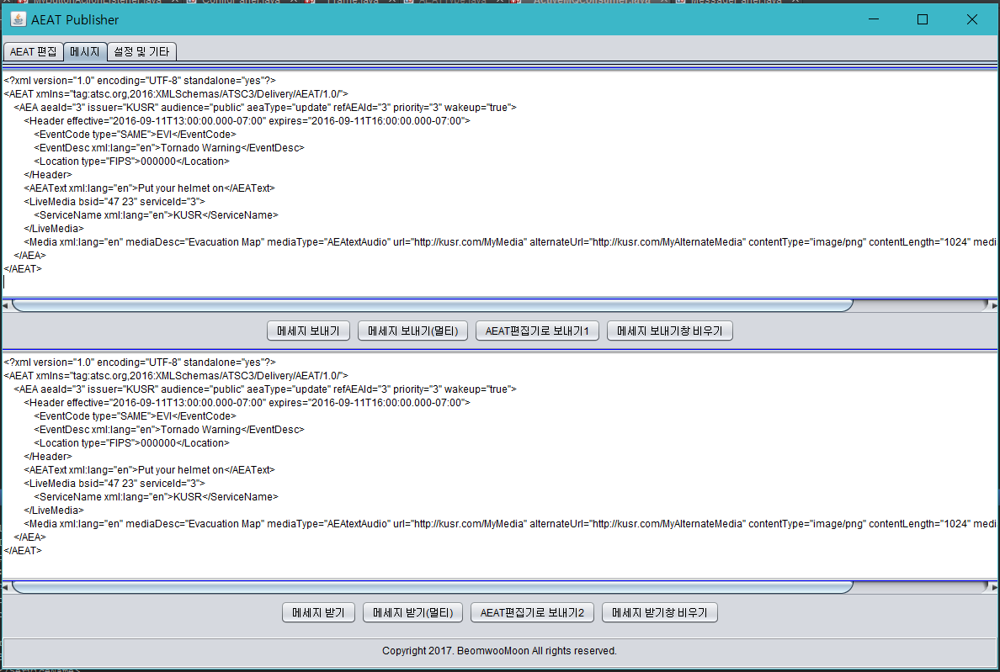 AEAT Publisher
AEAT 편집 메시지 설정 및 기타
<?xml version="1.0" encoding="UTF-8" standalone="yes"?>
<AEAT xmlns="tag:atsc.org,2016:XMLSchemas/ATSC3/Delivery/AEAT/1.0/">
<AEA aeaId="3" issuer="KUSR" audience="public" aeaType="update" refAEAId="3" priority="3" wakeup="true">
<Header effective="2016-09-11T13:00:00.000-07:00" expires="2016-09-11T16:00:00.000-07:00">
<EventCode type="SAME">EVI</EventCode>
<EventDesc xml:lang="en">Tornado Warning</EventDesc>
<Location type="FIPS">000000</Location>
</Header>
<AEAText xml:lang="en">Put your helmet on</AEAText>
<LiveMedia bsid="47 23" serviceId="3">
<ServiceName xml:lang="en">KUSR</ServiceName>
</LiveMedia>
<Media xml:lang="en" mediaDesc="Evacuation Map" mediaType="AEAtextAudio" url="http://kusr.com/MyMedia" alternateUrl="http://kusr.com/MyAlternateMedia" contentType="image/png" contentLength="1024" medi
</AEA>
</AEAT>
메세지 보내기 메세지 보내기(멀티) AEAT편집기로 보내기1 메세지 보내기창 비우기
<?xml version="1.0" encoding="UTF-8" standalone="yes"?>
<AEAT xmlns="tag:atsc.org,2016:XMLSchemas/ATSC3/Delivery/AEAT/1.0/">
<AEA aeaId="3" issuer="KUSR" audience="public" aeaType="update" refAEAId="3" priority="3" wakeup="true">
<Header effective="2016-09-11T13:00:00.000-07:00" expires="2016-09-11T16:00:00.000-07:00">
<EventCode type="SAME">EVI</EventCode>
<EventDesc xml:lang="en">Tornado Warning</EventDesc>
<Location type="FIPS">000000</Location>
</Header>
<AEAText xml:lang="en">Put your helmet on</AEAText>
<LiveMedia bsid="47 23" serviceId="3">
<ServiceName xml:lang="en">KUSR</ServiceName>
</LiveMedia>
<Media xml:lang="en" mediaDesc="Evacuation Map" mediaType="AEAtextAudio" url="http://kusr.com/MyMedia" alternateUrl="http://kusr.com/MyAlternateMedia" contentType="image/png" contentLength="1024" medi
</AEA>
</AEAT>
메세지 받기 메세지 받기(멀티) AEAT편집기로 보내기2 메세지 받기창 비우기
Copyright 2017. BeomwooMoon All rights reserved.